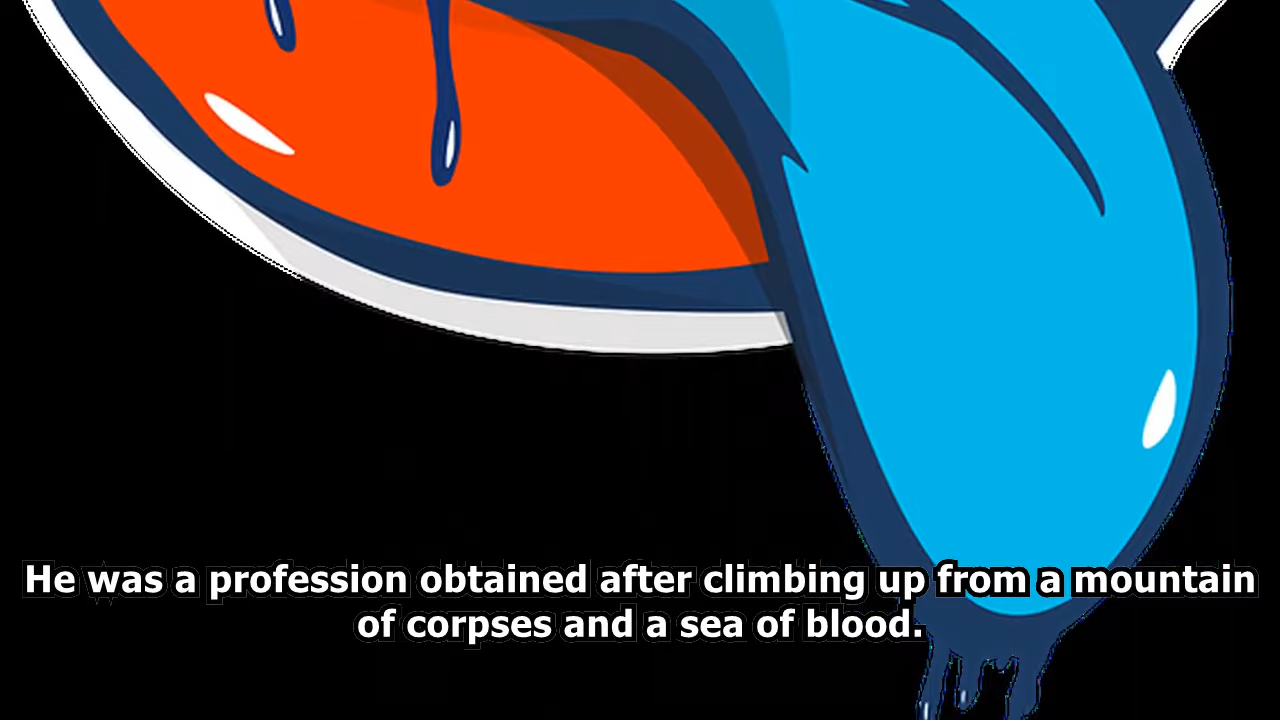 He was a profession obtained after climbing up from a mountain
of corpses and a sea of blood.